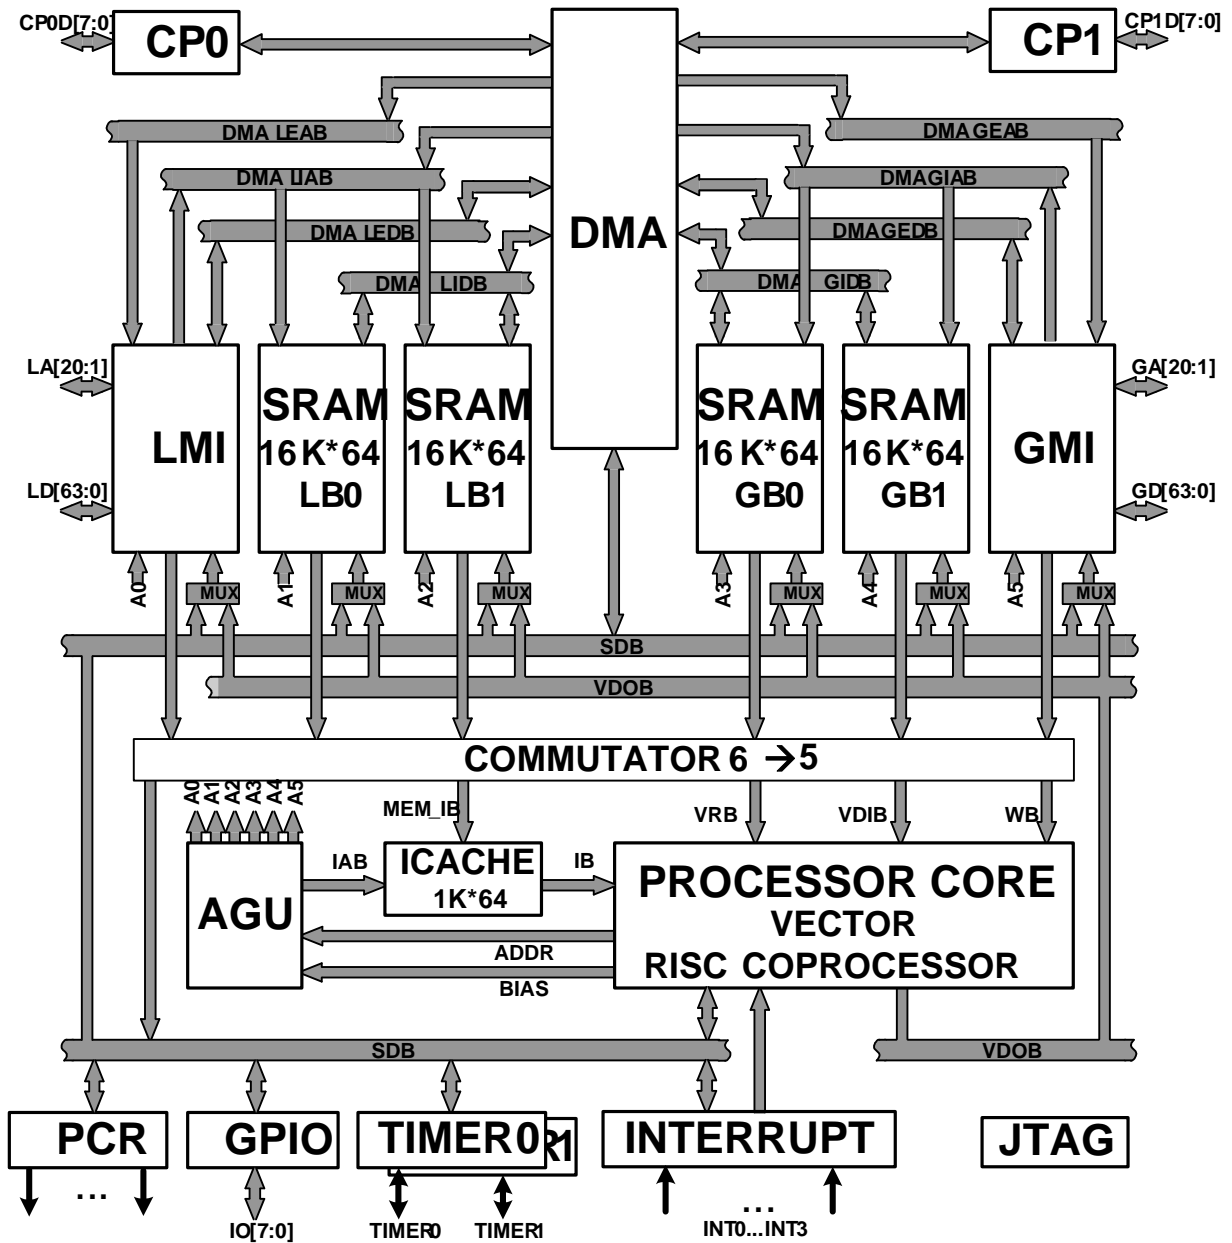 CP0D[7:0]
CP0
CP1
CP1D[7:0]
DMA LEAB
DMAGEAB
DMA LIAB
DMAGIAB
DMA LEDB
DMAGEDB
DMA
DMA LIDB
DMA GIDB
LA[20:1]
GA[20:1]
LMI
SRAM
16K*64
LB0
SRAM
16K*64
LB1
SRAM
16K*64
GB0
SRAM
16K*64
GB1
GMI
LD[63:0]
GD[63:0]
A0
MUX
A1
MUX
A2
MUX
A3
MUX
A4
MUX
A5
MUX
SDB
VDOB
COMMUTATOR 6 →5
A0
A1
A2
A3
A4
A5
MEM_IB
VRB
VDIB
WB
AGU
IAB
ICACHE
1K*64
IB
PROCESSOR CORE
VECTOR
RISC COPROCESSOR
ADDR
BIAS
SDB
VDOB
PCR
GPIO
TIMER0
R1
INTERRUPT
JTAG
...
...
IO[7:0]
TIMER0
TIMER1
INT0...INT3